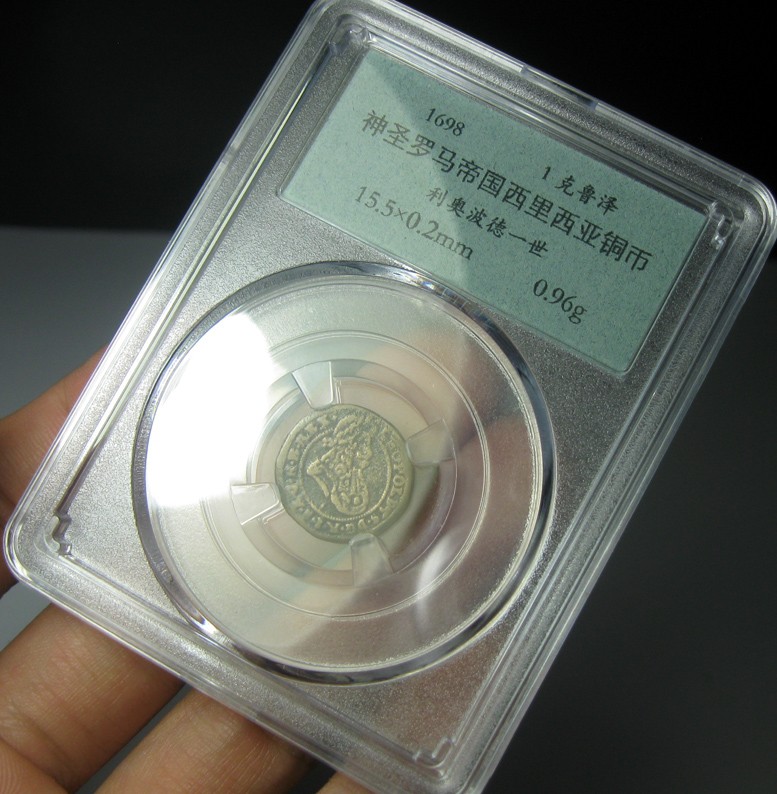 1698
1 克鲁泽
神圣罗马帝国西里西亚铜币
利奥波德一世
15.5×0.2mm
0.96g